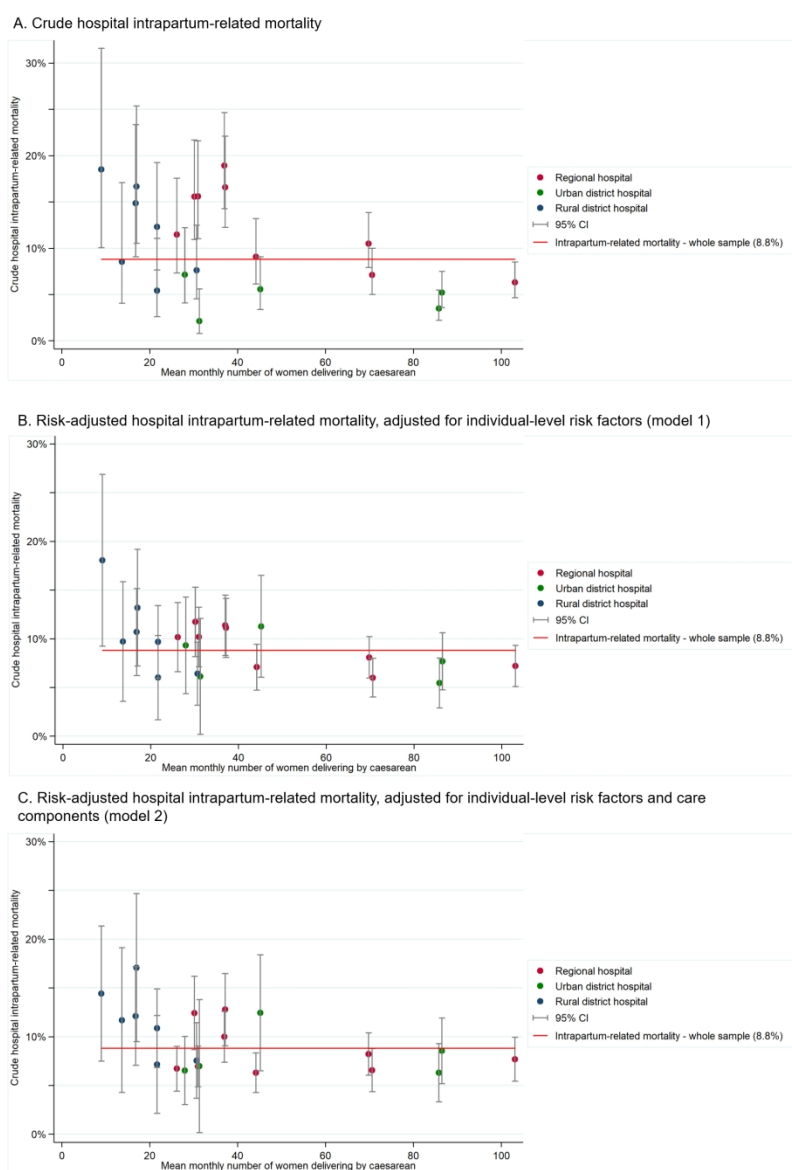 A. Crude hospital intrapartum-related mortality
30%
20%
10%
0%
Crude hospital intrapartum-related mortality
0 20 40 60 80 100
Mean monthly number of women delivering by caesarean
Regional hospital
Urban district hospital
Rural district hospital
95% CI
Intrapartum-related mortality - whole sample (8.8%)
B. Risk-adjusted hospital intrapartum-related mortality, adjusted for individual-level risk factors (model 1)
30%
20%
10%
0%
Crude hospital intrapartum-related mortality
0 20 40 60 80 100
Mean monthly number of women delivering by caesarean
Regional hospital
Urban district hospital
Rural district hospital
95% CI
Intrapartum-related mortality - whole sample (8.8%)
C. Risk-adjusted hospital intrapartum-related mortality, adjusted for individual-level risk factors and care
components (model 2)
30%
20%
10%
0%
Crude hospital intrapartum-related mortality
0 20 40 60 80 100
Mean monthly number of women delivering by caesarean
Regional hospital
Urban district hospital
Rural district hospital
95% CI
Intrapartum-related mortality - whole sample (8.8%)